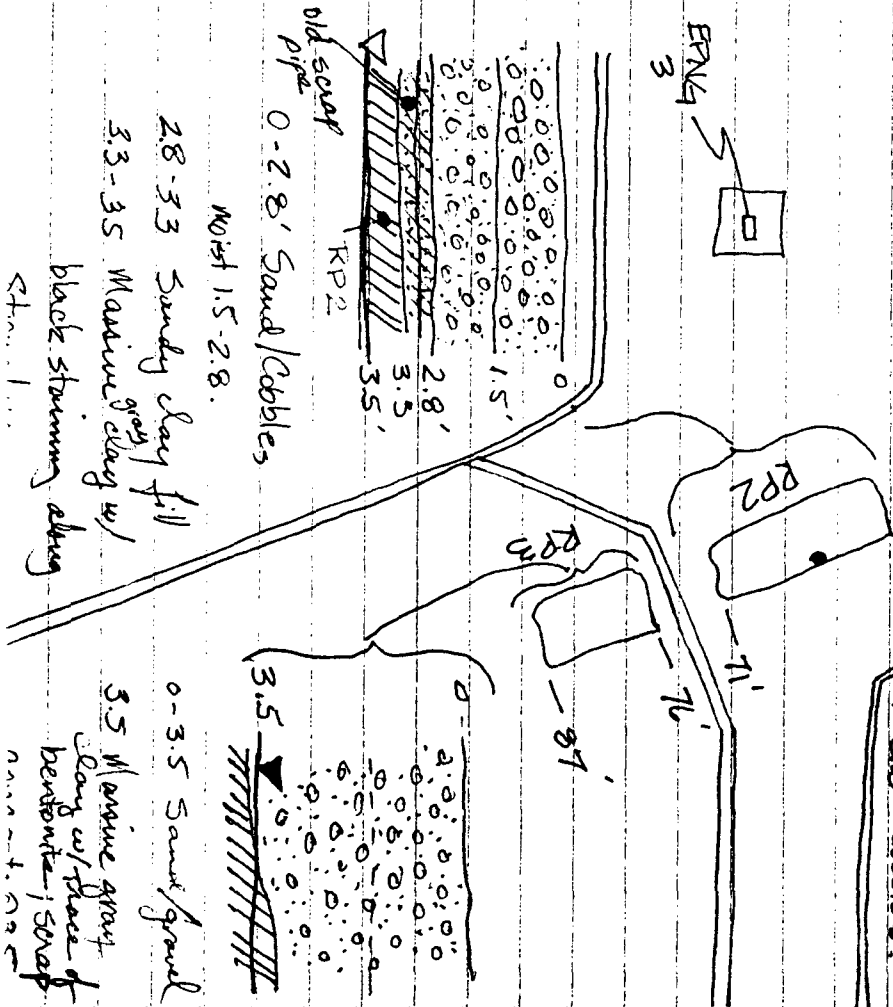 3
RP2
71'
76'
RP3
87'
0
1.5'
2.8'
3.3
3.5'
old scrap
pipe
RP2
0-2.8' Sand/Cobbles
Moist 1.5-2.8.
2.8-3.3 Sandy clay fill
3.3-3.5 Massive gray clay w/
black staining along
0
3.5
0-3.5 Sand/gravel
3.5 Massive gray
clay w/trace of
bentonite; scrap